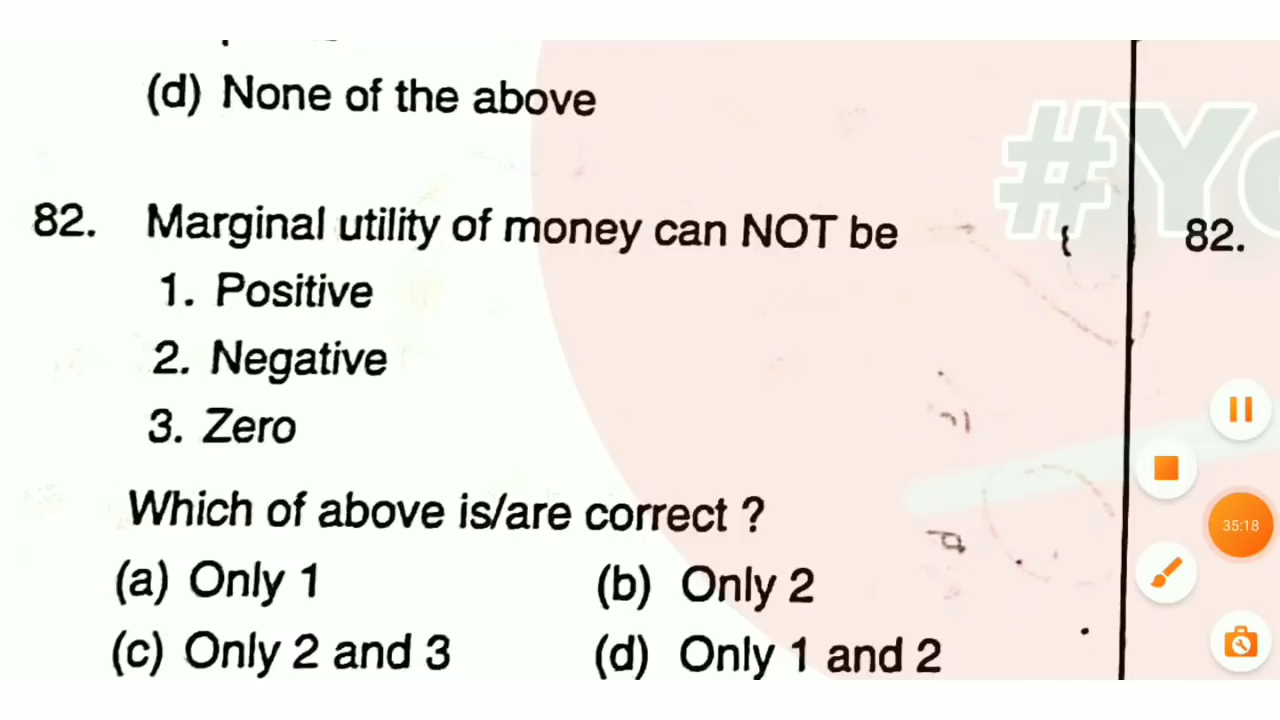 (d) None of the above
#Yo
82. Marginal utility of money can NOT be
82.
1. Positive
2. Negative
3. Zero
Which of above is/are correct ?
35:18
(a) Only 1 (b) Only 2
(c) Only 2 and 3 (d) Only 1 and 2